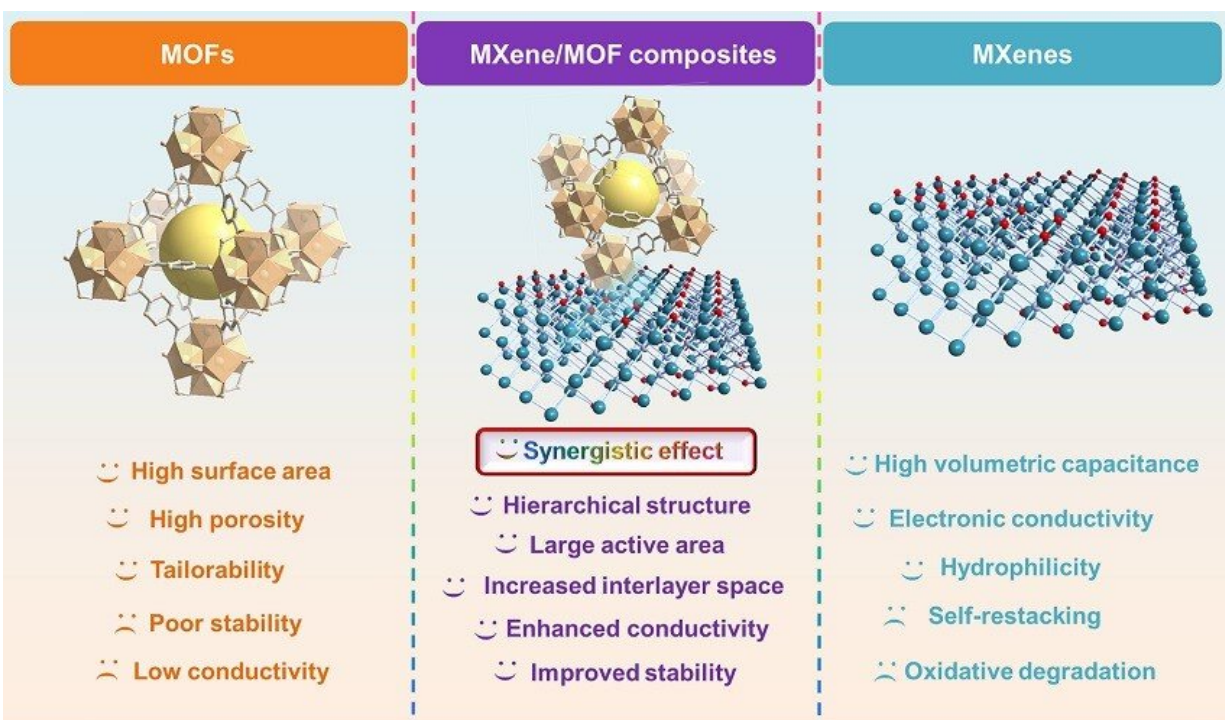 MOFs
High surface area
High porosity
Tailorability
Poor stability
Low conductivity
MXene/MOF composites
Synergistic effect
Hierarchical structure
Large active area
Increased interlayer space
Enhanced conductivity
Improved stability
MXenes
High volumetric capacitance
Electronic conductivity
Hydrophilicity
Self-restacking
Oxidative degradation